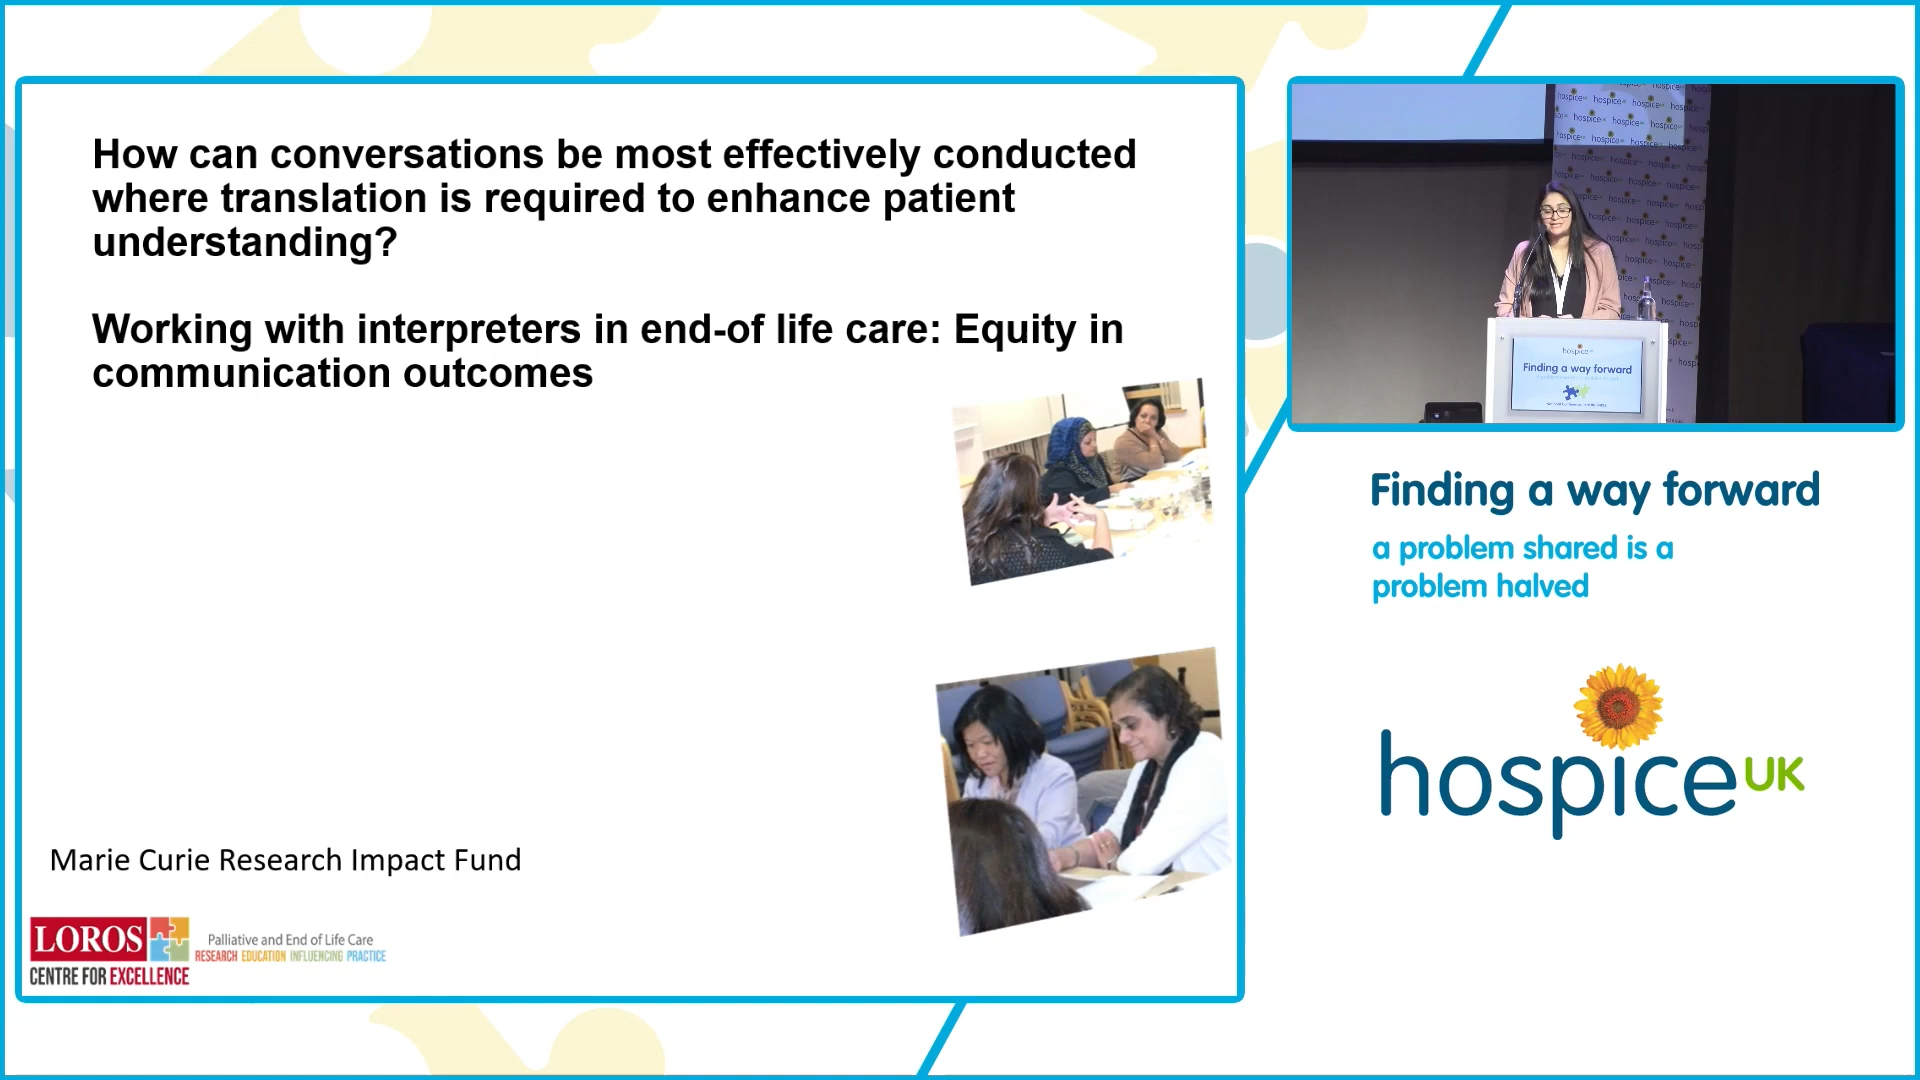 How can conversations be most effectively conducted
where translation is required to enhance patient
understanding?
Working with interpreters in end-of life care: Equity in
communication outcomes
Marie Curie Research Impact Fund
LOROS
CENTRE FOR EXCELLENCE
Palliative and End of Life Care
RESEARCH EDUCATION INFLUENCING PRACTICE
hospice
Finding a way forward
Finding a way forward
a problem shared is a
problem halved
hospice UK